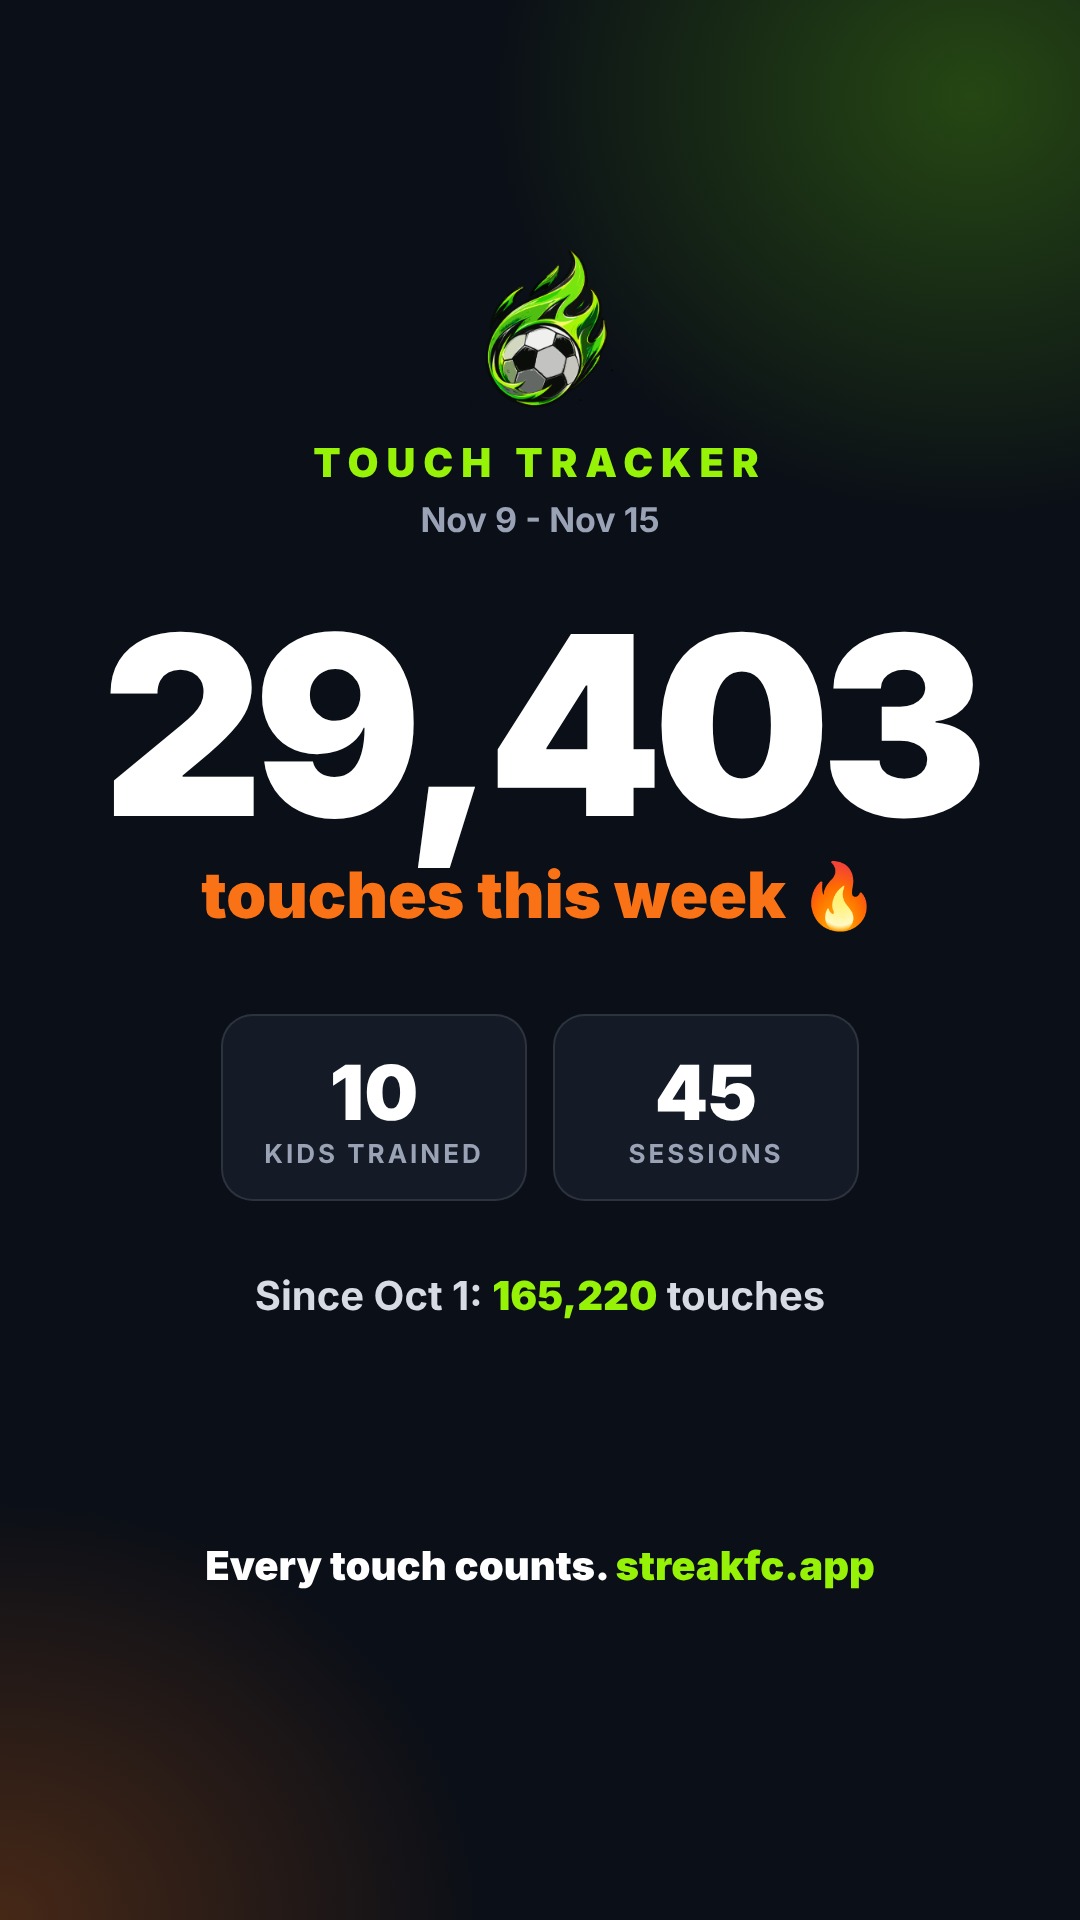 TOUCH TRACKER
Nov 9 - Nov 15
29,403
touches this week 🔥
10
KIDS TRAINED
45
SESSIONS
Since Oct 1: 165,220 touches
Every touch counts. streakfc.app